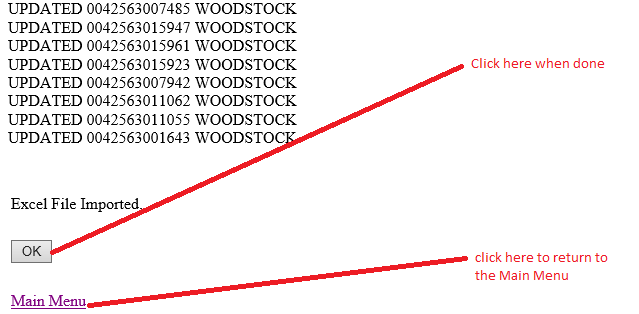 UPDATED 0042563007485 WOODSTOCK
UPDATED 0042563015947 WOODSTOCK
UPDATED 0042563015961 WOODSTOCK
UPDATED 0042563015923 WOODSTOCK
UPDATED 0042563007942 WOODSTOCK
UPDATED 0042563011062 WOODSTOCK
UPDATED 0042563011055 WOODSTOCK
UPDATED 0042563001643 WOODSTOCK
Click here when done
Excel File Imported.
OK
click here to return to
the Main Menu
Main Menu